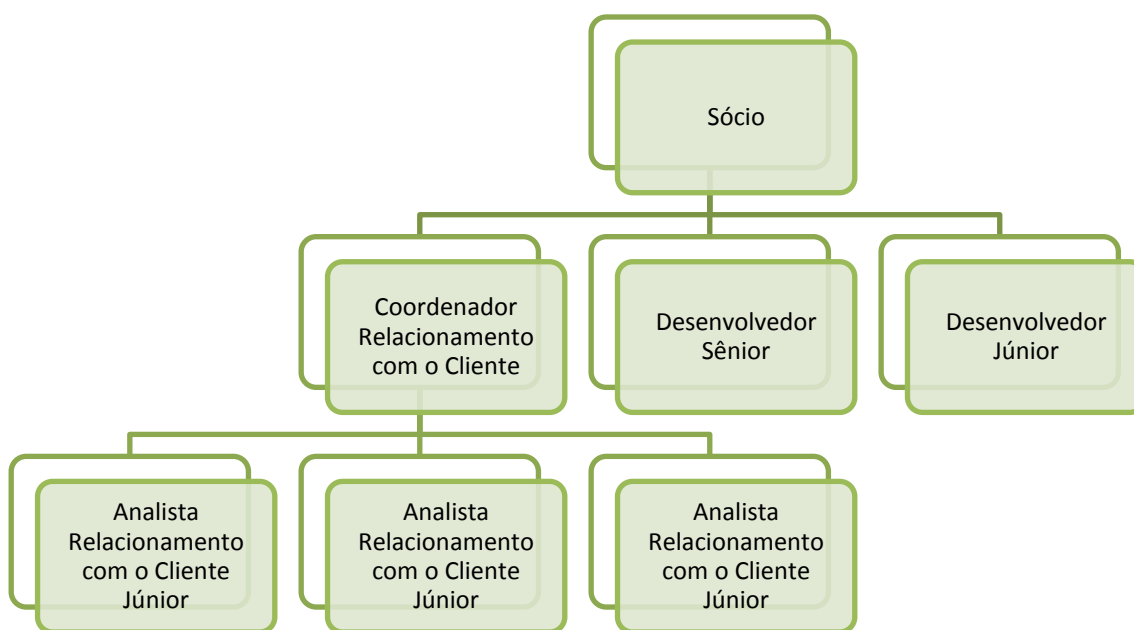 Sócio
Coordenador
Relacionamento
com o Cliente
Desenvolvedor
Sênior
Desenvolvedor
Júnior
Analista
Relacionamento
com o Cliente
Júnior
Analista
Relacionamento
com o Cliente
Júnior
Analista
Relacionamento
com o Cliente
Júnior